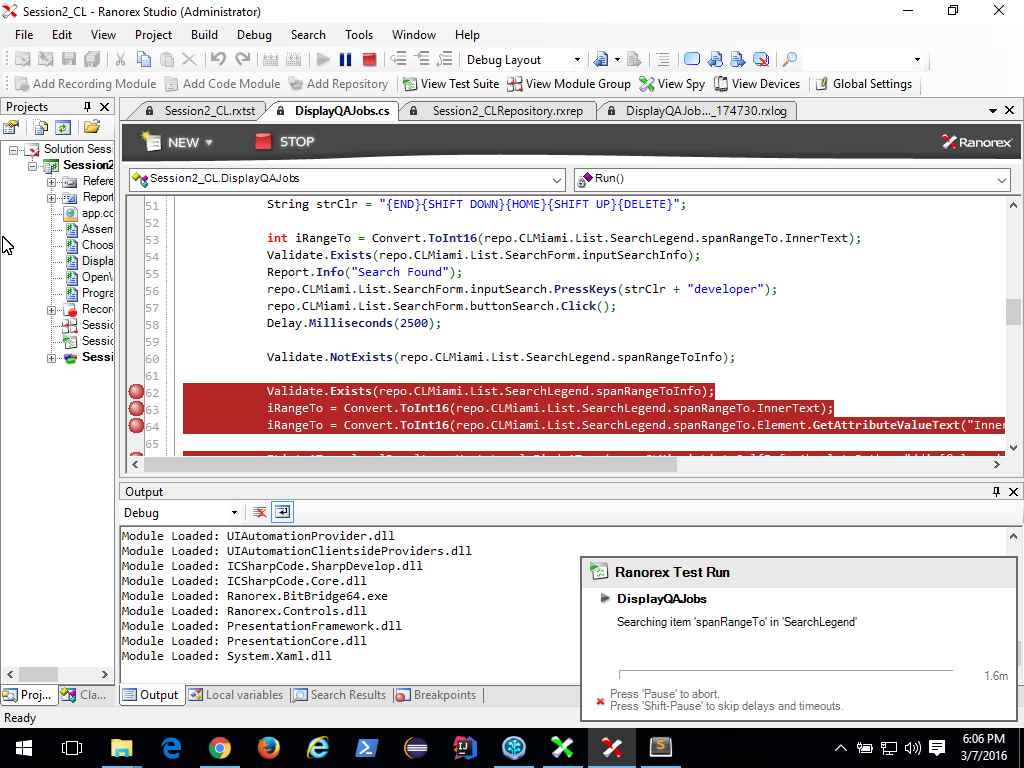 Session2_CL - Ranorex Studio (Administrator)
File Edit View Project Build Debug Search Tools Window Help
Debug Layout
Add Recording Module Add Code Module Add Repository View Test Suite View Module Group View Spy View Devices Global Settings
Projects
Session2_CL.rxtst DisplayQAJobs.cs Session2_CLRepository.rxrep DisplayQAJob..._174730.rxlog
NEW STOP Ranorex
Session2_CL.DisplayQAJobs Run()
Solution Sess
Session2
Refere
Report
app.co
Assem
Choos
Displa
Open
Progra
Recor
Sessio
Sessio
Sessi
51 String strClr = "{END}{SHIFT DOWN}{HOME}{SHIFT UP}{DELETE}";
52
53 int iRangeTo = Convert.ToInt16(repo.CLMiami.List.SearchLegend.spanRangeTo.InnerText);
54 Validate.Exists(repo.CLMiami.List.SearchForm.inputSearchInfo);
55 Report.Info("Search Found");
56 repo.CLMiami.List.SearchForm.inputSearch.PressKeys(strClr + "developer");
57 repo.CLMiami.List.SearchForm.buttonSearch.Click();
58 Delay.Milliseconds(2500);
59
60 Validate.NotExists(repo.CLMiami.List.SearchLegend.spanRangeToInfo);
61
62 Validate.Exists(repo.CLMiami.List.SearchLegend.spanRangeToInfo);
63 iRangeTo = Convert.ToInt16(repo.CLMiami.List.SearchLegend.spanRangeTo.InnerText);
64 iRangeTo = Convert.ToInt16(repo.CLMiami.List.SearchLegend.spanRangeTo.Element.GetAttributeValueText("Inner
65
Output
Debug
Module Loaded: UIAutomationProvider.dll
Module Loaded: UIAutomationClientsideProviders.dll
Module Loaded: ICSharpCode.SharpDevelop.dll
Module Loaded: ICSharpCode.Core.dll
Module Loaded: Ranorex.BitBridge64.exe
Module Loaded: Ranorex.Controls.dll
Module Loaded: PresentationFramework.dll
Module Loaded: PresentationCore.dll
Module Loaded: System.Xaml.dll
Ranorex Test Run
DisplayQAJobs
Searching item 'spanRangeTo' in 'SearchLegend'
1.6m
Press 'Pause' to abort.
Press 'Shift-Pause' to skip delays and timeouts.
Proj... Cla... Output Local variables Search Results Breakpoints
Ready
6:06 PM
3/7/2016